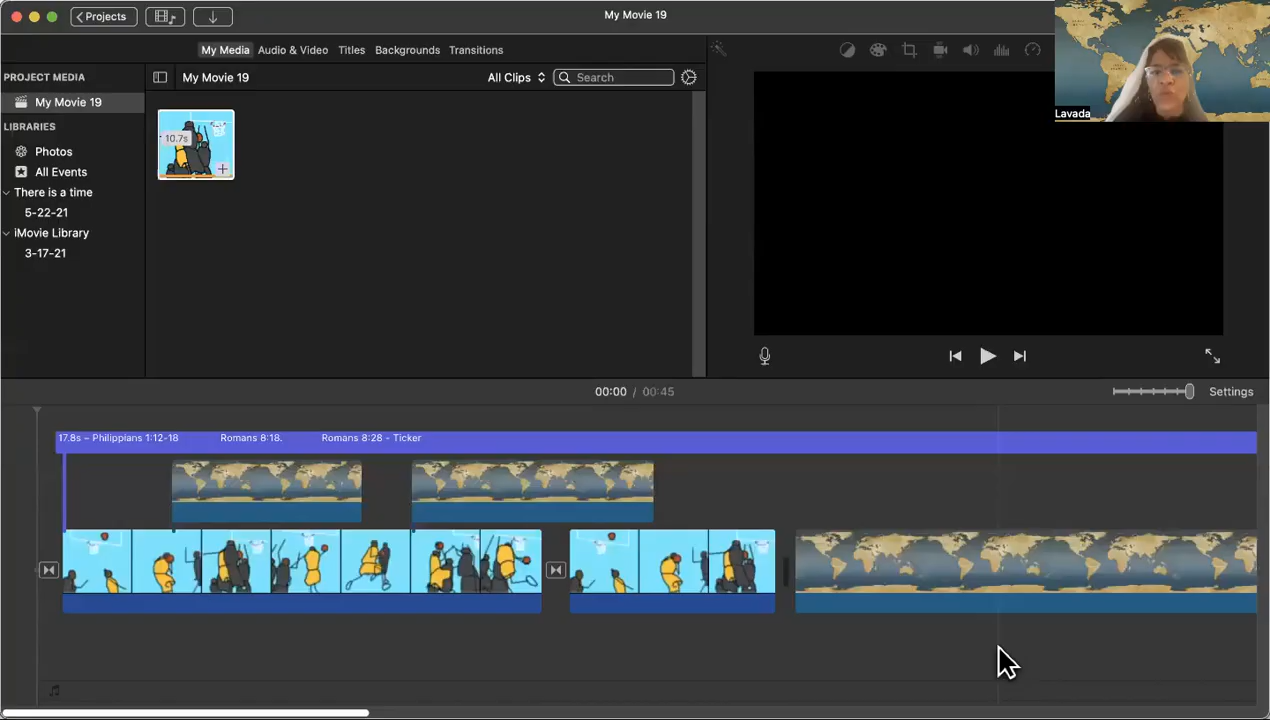 Projects
My Movie 19
My Media Audio & Video Titles Backgrounds Transitions
PROJECT MEDIA
My Movie 19
LIBRARIES
Photos
All Events
There is a time
5-22-21
iMovie Library
3-17-21
My Movie 19 All Clips Search
10.7s
Lavada
00:00 / 00:45 Settings
17.8s – Philippians 1:12-18 Romans 8:18. Romans 8:28 - Ticker